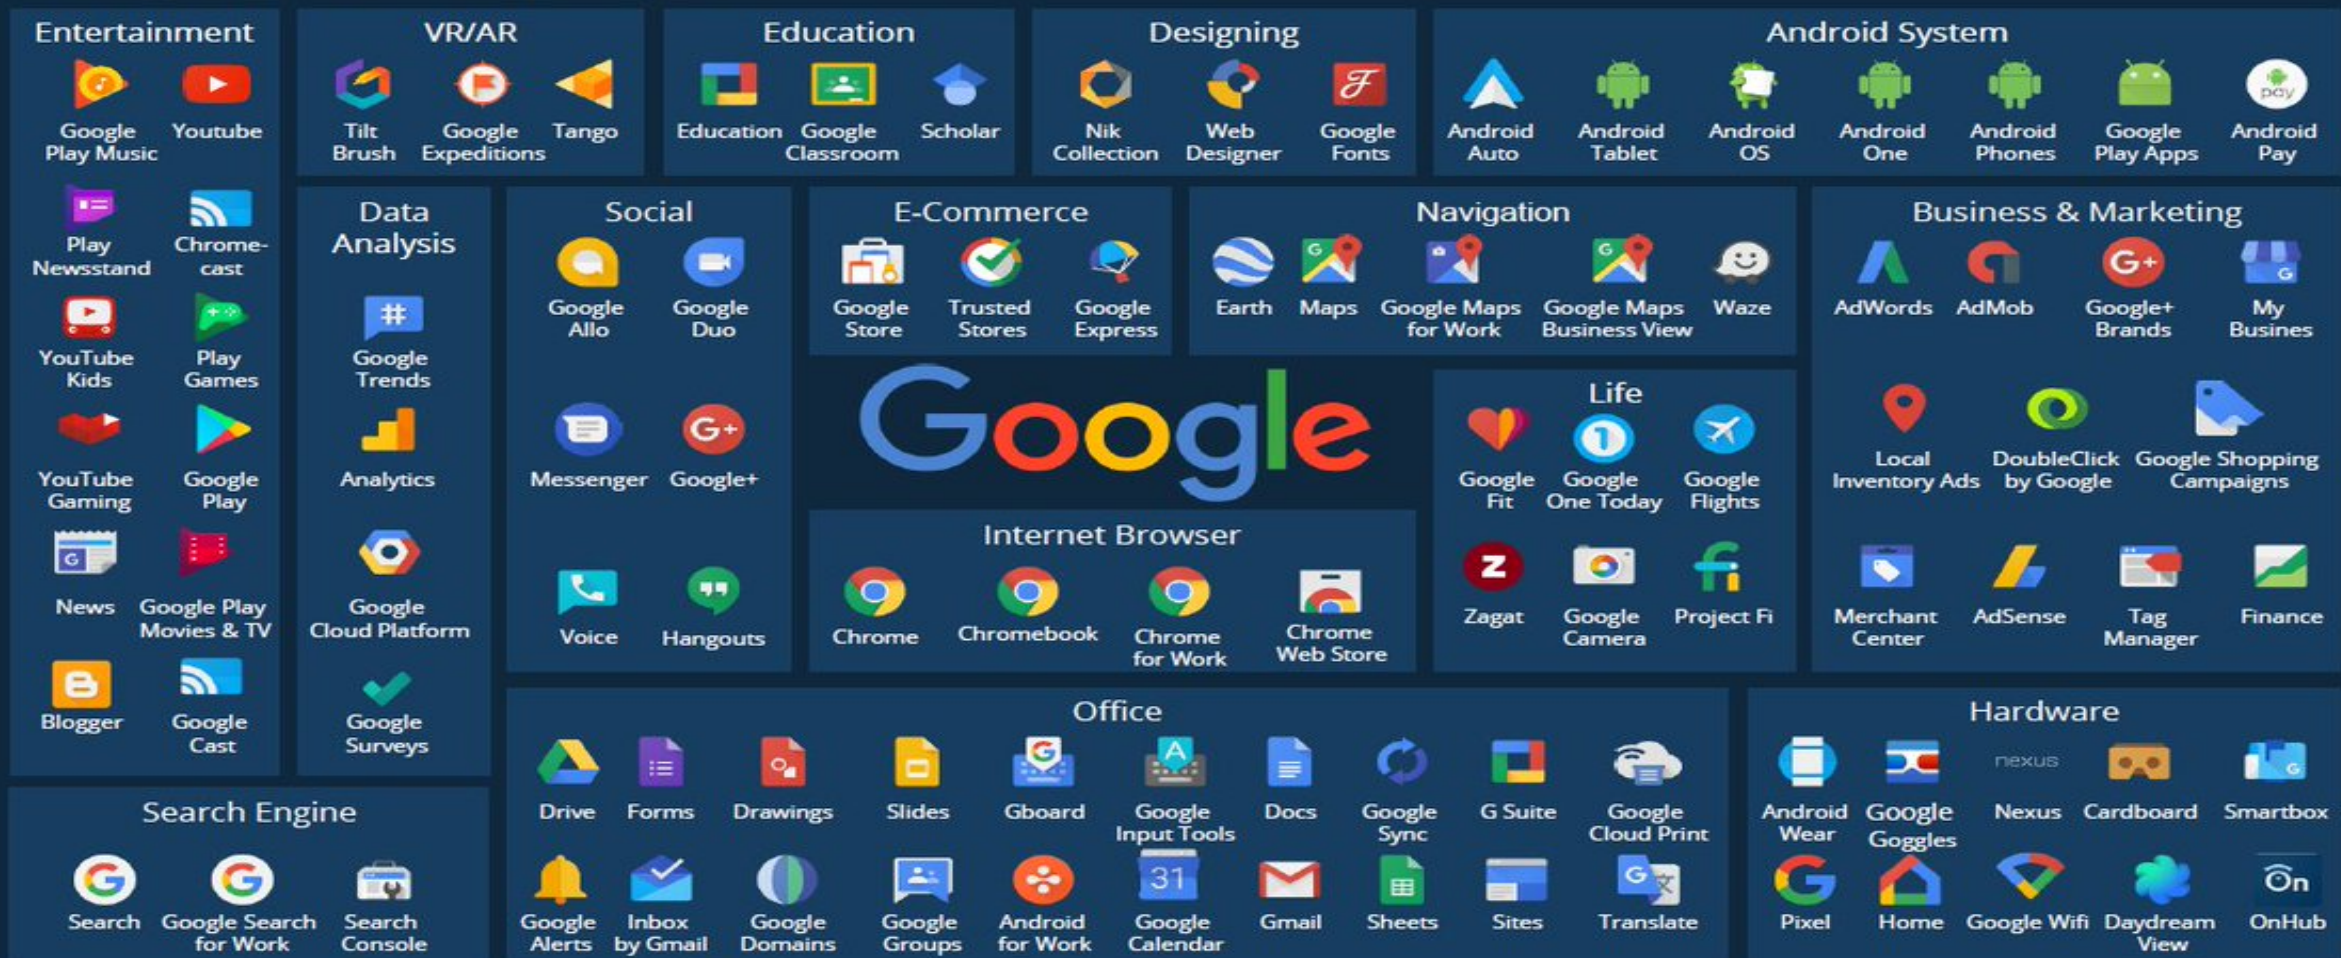 Entertainment
Google
Play Music
Youtube
Play
Newsstand
Chrome-
cast
YouTube
Kids
Play
Games
YouTube
Gaming
Google
Play
G
News
Google Play
Movies & TV
Blogger
Google
Cast
VR/AR
Tilt
Brush
Google
Expeditions
Tango
Education
Education
Google
Classroom
Scholar
Designing
Nik
Collection
Web
Designer
F
Google
Fonts
Android System
Android
Auto
Android
Tablet
Android
OS
Android
One
Android
Phones
Google
Play Apps
pay
Android
Pay
Data
Analysis
#
Google
Trends
Analytics
Google
Cloud Platform
Google
Surveys
Social
Google
Allo
Google
Duo
Messenger
G+
Google+
Voice
Hangouts
E-Commerce
Google
Store
Trusted
Stores
Google
Express
Navigation
Earth
G
Maps
Google Maps
for Work
G
Google Maps
Business View
Waze
Business & Marketing
AdWords
AdMob
G+
Google+
Brands
G
My
Busines
Local
Inventory Ads
DoubleClick
by Google
Google Shopping
Campaigns
Merchant
Center
AdSense
Tag
Manager
Finance
Google
Internet Browser
Chrome
Chromebook
Chrome
for Work
Chrome
Web Store
Life
Google
Fit
1
Google
One Today
Google
Flights
Z
Zagat
Google
Camera
fi
Project Fi
Search Engine
G
Search
G
Google Search
for Work
Search
Console
Office
Drive
Forms
Drawings
Slides
G
Gboard
A
Google
Input Tools
Docs
Google
Sync
G Suite
Google
Cloud Print
Google
Alerts
Inbox
by Gmail
Google
Domains
Google
Groups
Android
for Work
31
Google
Calendar
Gmail
Sheets
Sites
G 文
Translate
Hardware
Android
Wear
Google
Goggles
nexus
Nexus
Cardboard
G
Smartbox
G
Pixel
Home
Google Wifi
Daydream
View
On
OnHub